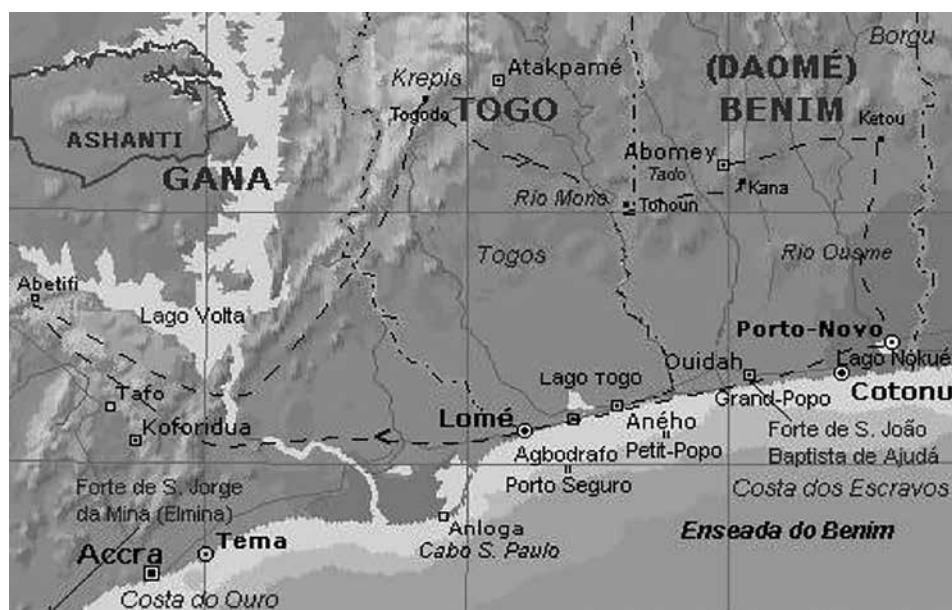 Borgu
(DAOMÉ)
BENIM
Krepis
Atakpamé
Togodo
TOGO
ASHANTI
GANA
Ketou
Abomey
Tado
Kana
Rio Mono
Tohoun
Togos
Rio Ousme
Abetifi
Lago Volta
Porto-Novo
Ouidah
Lago Nokué
Lago Togo
Tafo
Koforidua
Lomé
Aného
Grand-Popo
Cotonu
Agbodrafo
Petit-Popo
Forte de S. João
Baptista de Ajudá
Porto Seguro
Forte de S. Jorge
da Mina (Elmina)
Costa dos Escravos
Anloga
Cabo S. Paulo
Enseada do Benim
Tema
Accra
Costa do Ouro